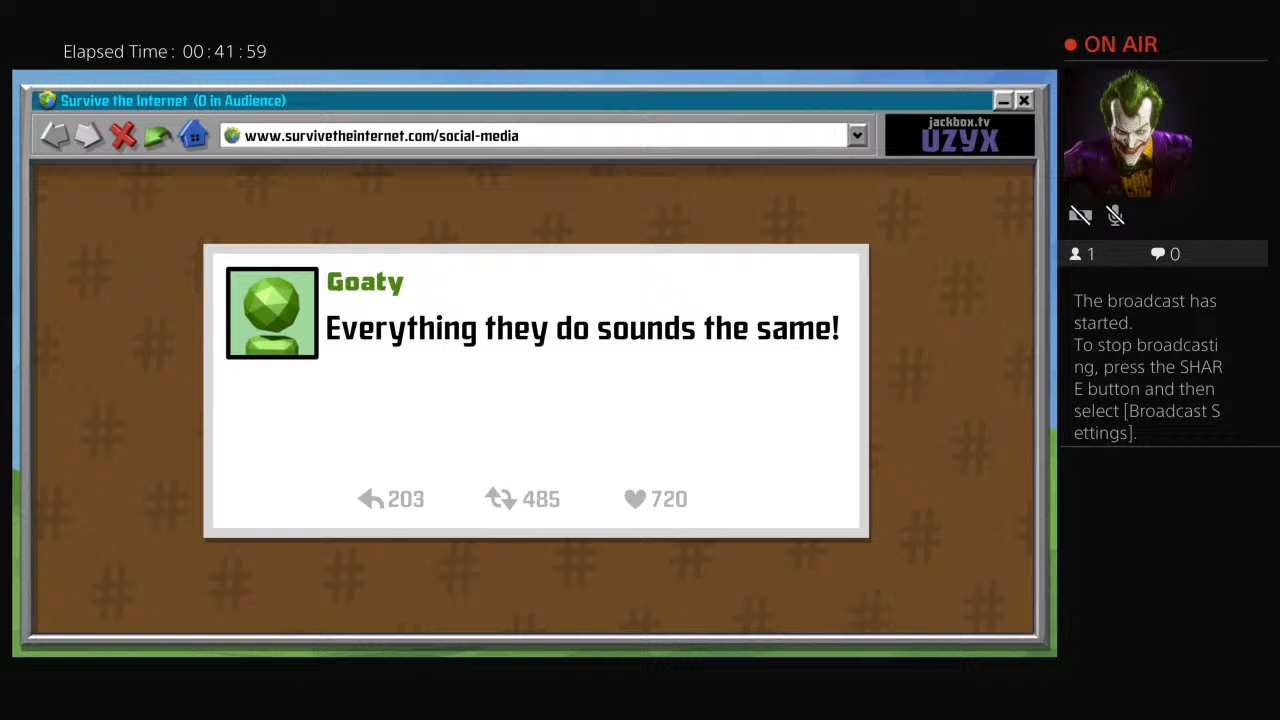 Elapsed Time: 00:41:59
ON AIR
Survive the Internet (0 in Audience)
www.survivetheinternet.com/social-media
jackbox.tv
UZYX
Goaty
Everything they do sounds the same!
203 485 720
1 0
The broadcast has
started.
To stop broadcasti
ng, press the SHAR
E button and then
select [Broadcast S
ettings].